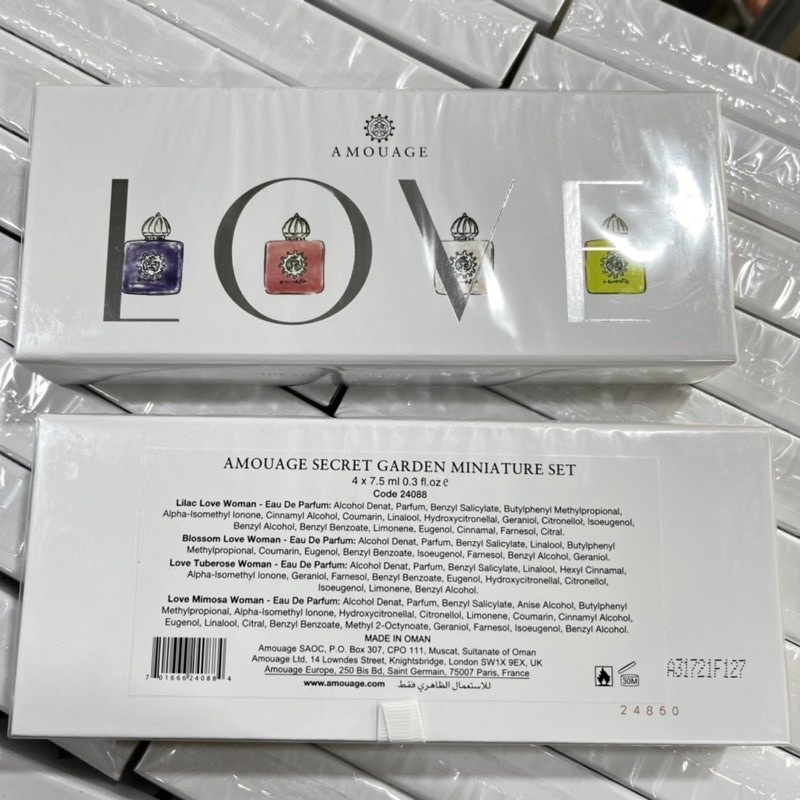 AMOUAGE
LOVE
AMOUAGE SECRET GARDEN MINIATURE SET
4 x 7.5 ml 0.3 fl.oz e
Code 24088
Lilac Love Woman - Eau De Parfum: Alcohol Denat, Parfum, Benzyl Salicylate, Butylphenyl Methylpropional,
Alpha-Isomethyl Ionone, Cinnamyl Alcohol, Coumarin, Linalool, Hydroxycitronellal, Geraniol, Citronellol, Isoeugenol,
Benzyl Alcohol, Benzyl Benzoate, Limonene, Eugenol, Cinnamal, Farnesol, Citral.
Blossom Love Woman - Eau De Parfum: Alcohol Denat, Parfum, Benzyl Salicylate, Linalool, Butylphenyl
Methylpropional, Coumarin, Eugenol, Benzyl Benzoate, Isoeugenol, Farnesol, Benzyl Alcohol, Geraniol.
Love Tuberose Woman - Eau De Parfum: Alcohol Denat, Parfum, Benzyl Salicylate, Linalool, Hexyl Cinnamal,
Alpha-Isomethyl Ionone, Geraniol, Farnesol, Benzyl Benzoate, Eugenol, Hydroxycitronellal, Citronellol,
Isoeugenol, Limonene, Benzyl Alcohol.
Love Mimosa Woman - Eau De Parfum: Alcohol Denat, Parfum, Benzyl Salicylate, Anise Alcohol, Butylphenyl
Methylpropional, Alpha-Isomethyl Ionone, Hydroxycitronellal, Citronellol, Limonene, Coumarin, Cinnamyl Alcohol,
Eugenol, Linalool, Citral, Benzyl Benzoate, Methyl 2-Octynoate, Geraniol, Farnesol, Isoeugenol, Benzyl Alcohol.
MADE IN OMAN
Amouage SAOC, P.O. Box 307, CPO 111, Muscat, Sultanate of Oman
Amouage Ltd, 14 Lowndes Street, Knightsbridge, London SW1X 9EX, UK
Amouage Europe, 250 Bis Bd, Saint Germain, 75007 Paris, France
www.amouage.com للاستعمال الظاهري فقط
7 01666 24088 4
30M
A31721F127
24860